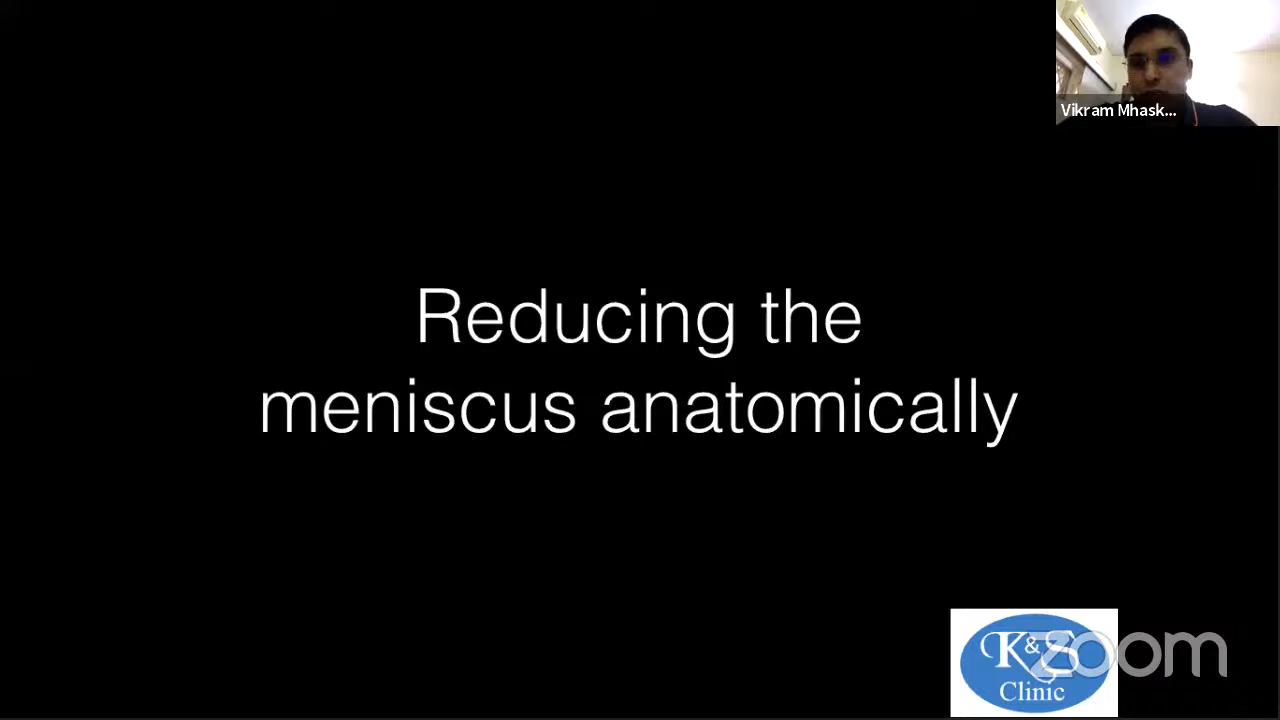 Vikram Mhask...
Reducing the
meniscus anatomically
K&S
Clinic
zoom